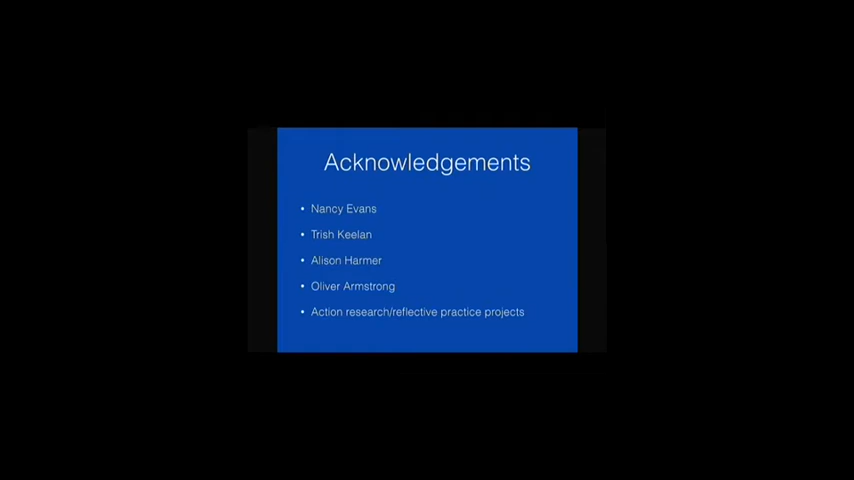 Acknowledgements
• Nancy Evans
• Trish Keelan
• Alison Harmer
• Oliver Armstrong
• Action research/reflective practice projects